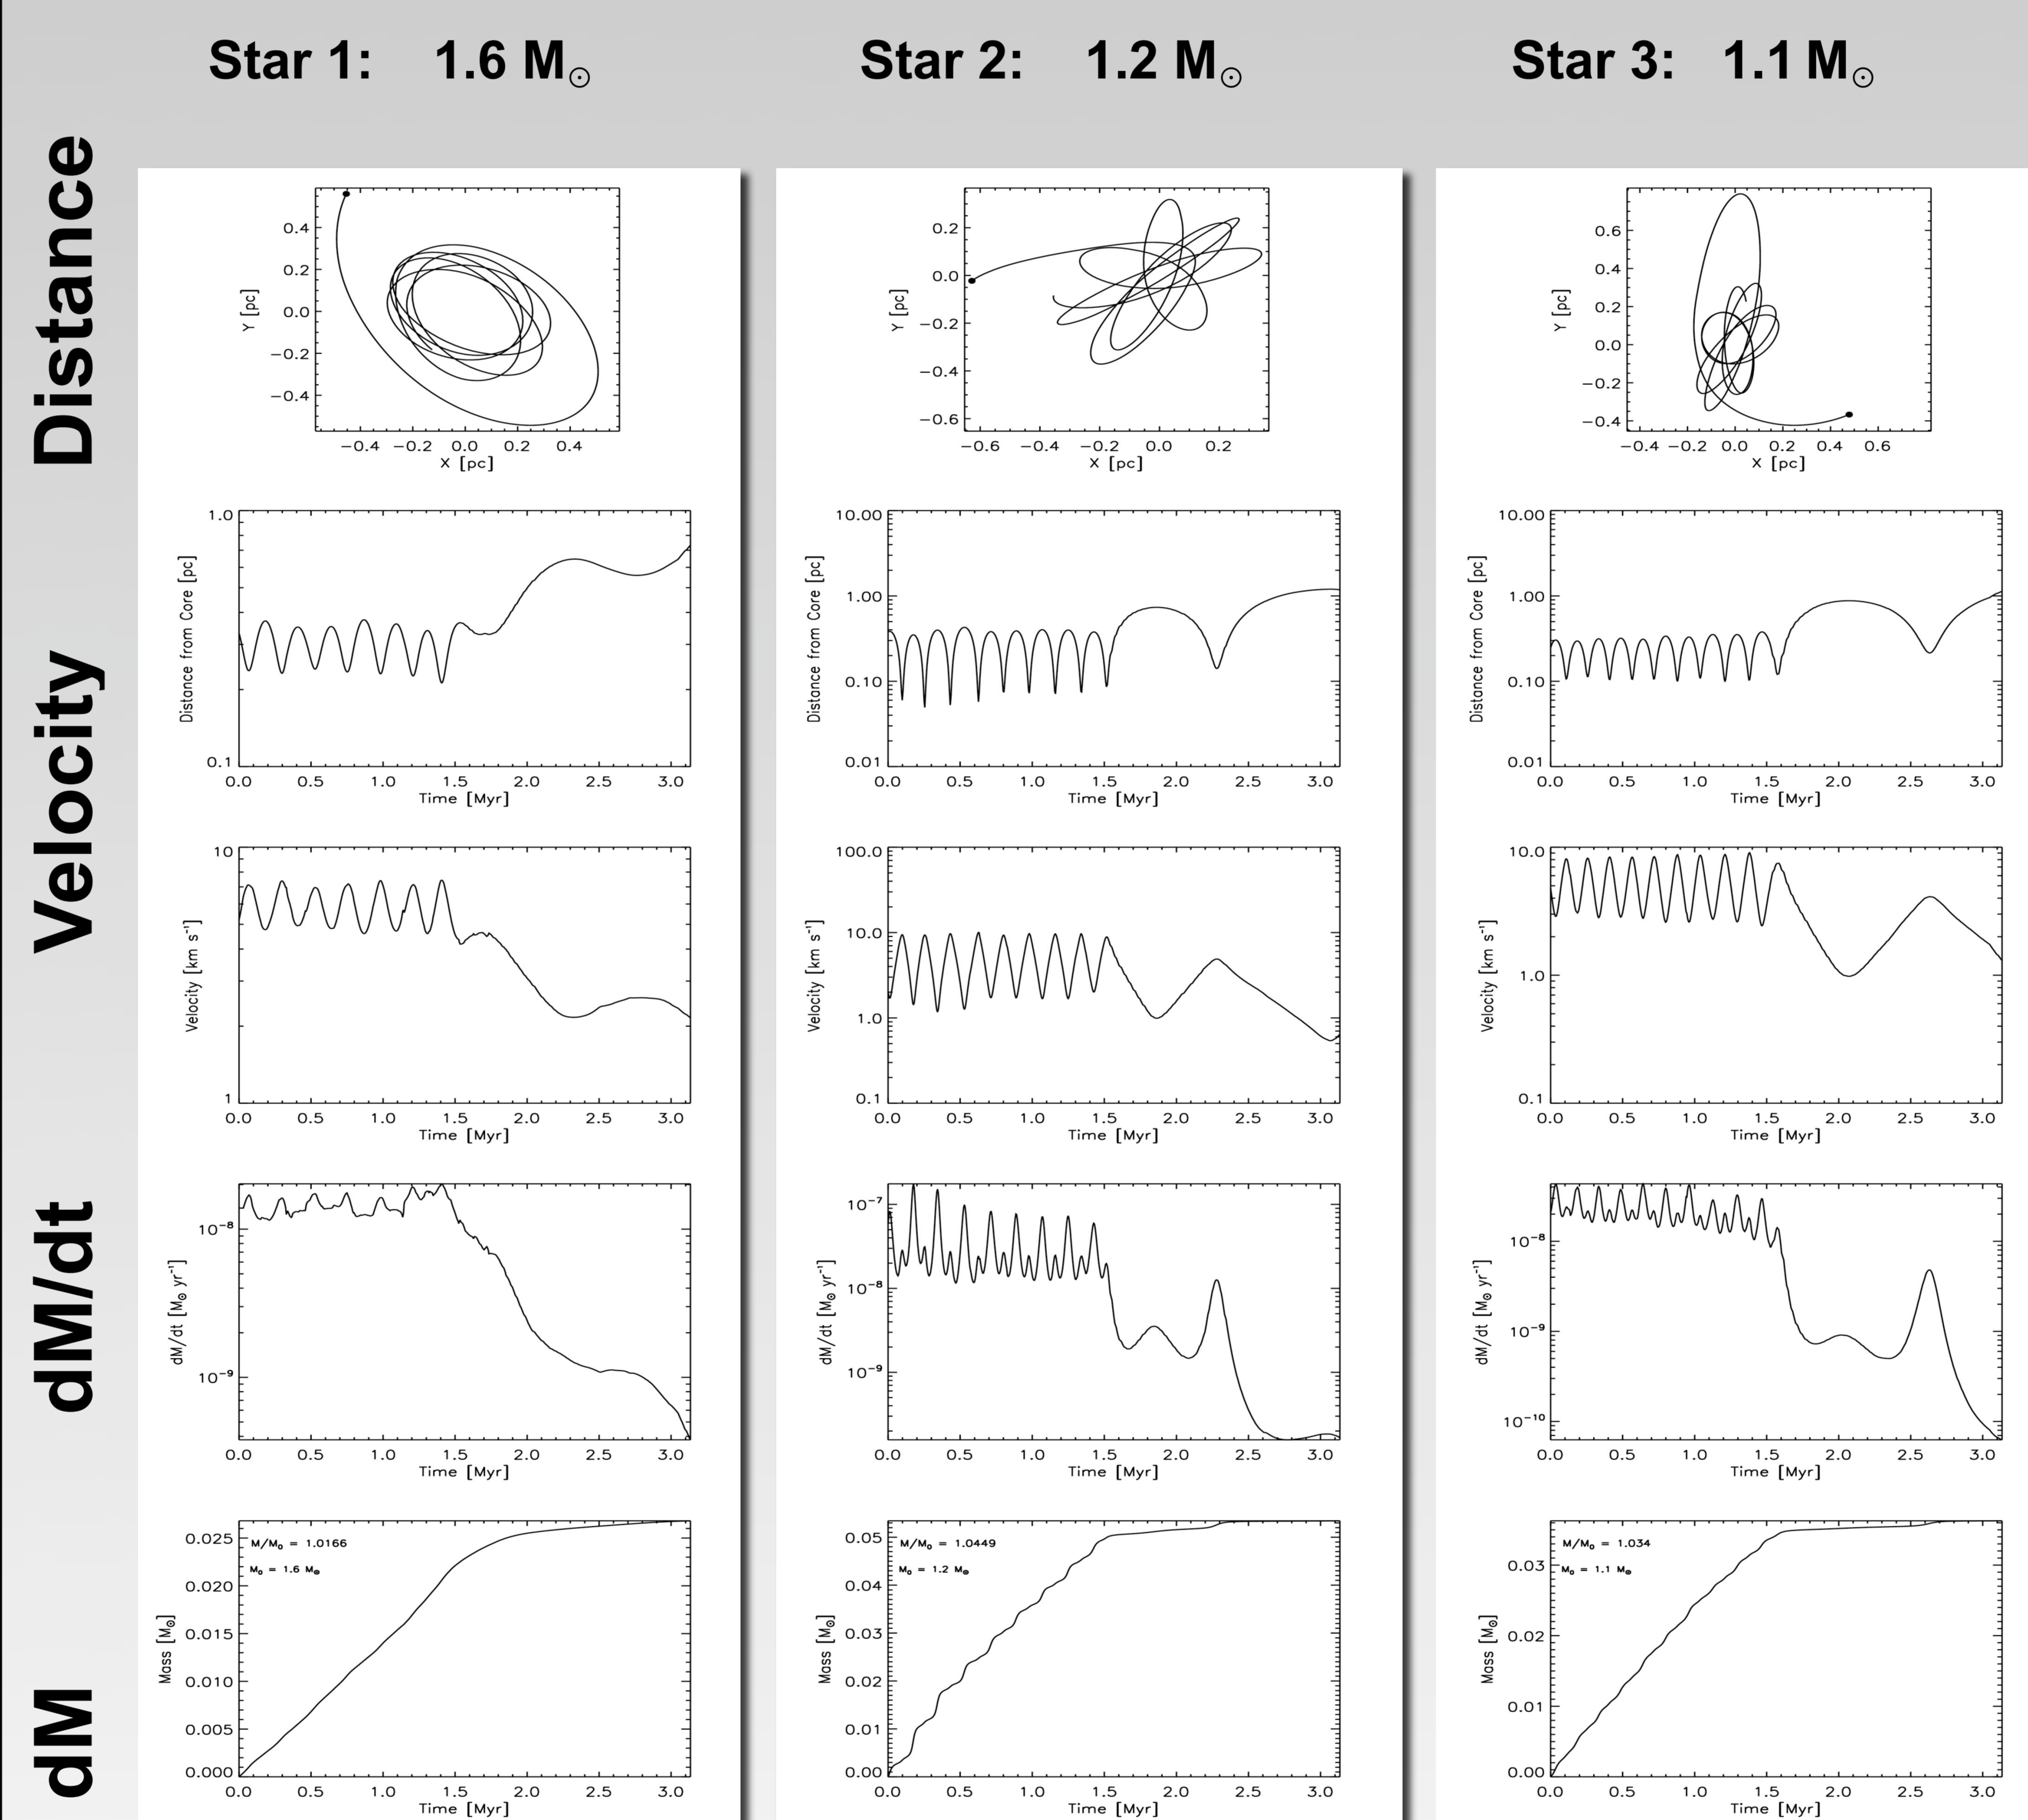 Star 1: 1.6 M☉
Star 2: 1.2 M☉
Star 3: 1.1 M☉
Distance
Velocity
dM/dt
dM
0.4
0.2
0.0
−0.2
−0.4
Y [pc]
−0.4 −0.2 0.0 0.2 0.4
X [pc]
0.2
0.0
−0.2
−0.4
−0.6
Y [pc]
−0.6 −0.4 −0.2 0.0 0.2
X [pc]
0.6
0.4
0.2
0.0
−0.2
−0.4
Y [pc]
−0.4 −0.2 0.0 0.2 0.4 0.6
X [pc]
1.0
0.1
Distance from Core [pc]
0.0 0.5 1.0 1.5 2.0 2.5 3.0
Time [Myr]
10.00
1.00
0.10
0.01
Distance from Core [pc]
0.0 0.5 1.0 1.5 2.0 2.5 3.0
Time [Myr]
10.00
1.00
0.10
0.01
Distance from Core [pc]
0.0 0.5 1.0 1.5 2.0 2.5 3.0
Time [Myr]
10
1
Velocity [km s⁻¹]
0.0 0.5 1.0 1.5 2.0 2.5 3.0
Time [Myr]
100.0
10.0
1.0
0.1
Velocity [km s⁻¹]
0.0 0.5 1.0 1.5 2.0 2.5 3.0
Time [Myr]
10.0
1.0
0.1
Velocity [km s⁻¹]
0.0 0.5 1.0 1.5 2.0 2.5 3.0
Time [Myr]
10⁻⁸
10⁻⁹
dM/dt [M☉ yr⁻¹]
0.0 0.5 1.0 1.5 2.0 2.5 3.0
Time [Myr]
10⁻⁷
10⁻⁸
10⁻⁹
dM/dt [M☉ yr⁻¹]
0.0 0.5 1.0 1.5 2.0 2.5 3.0
Time [Myr]
10⁻⁸
10⁻⁹
10⁻¹⁰
dM/dt [M☉ yr⁻¹]
0.0 0.5 1.0 1.5 2.0 2.5 3.0
Time [Myr]
0.025
0.020
0.015
0.010
0.005
0.000
Mass [M☉]
M/M₀ = 1.0166
M₀ = 1.6 M☉
0.0 0.5 1.0 1.5 2.0 2.5 3.0
Time [Myr]
0.05
0.04
0.03
0.02
0.01
0.00
Mass [M☉]
M/M₀ = 1.0449
M₀ = 1.2 M☉
0.0 0.5 1.0 1.5 2.0 2.5 3.0
Time [Myr]
0.03
0.02
0.01
0.00
Mass [M☉]
M/M₀ = 1.034
M₀ = 1.1 M☉
0.0 0.5 1.0 1.5 2.0 2.5 3.0
Time [Myr]